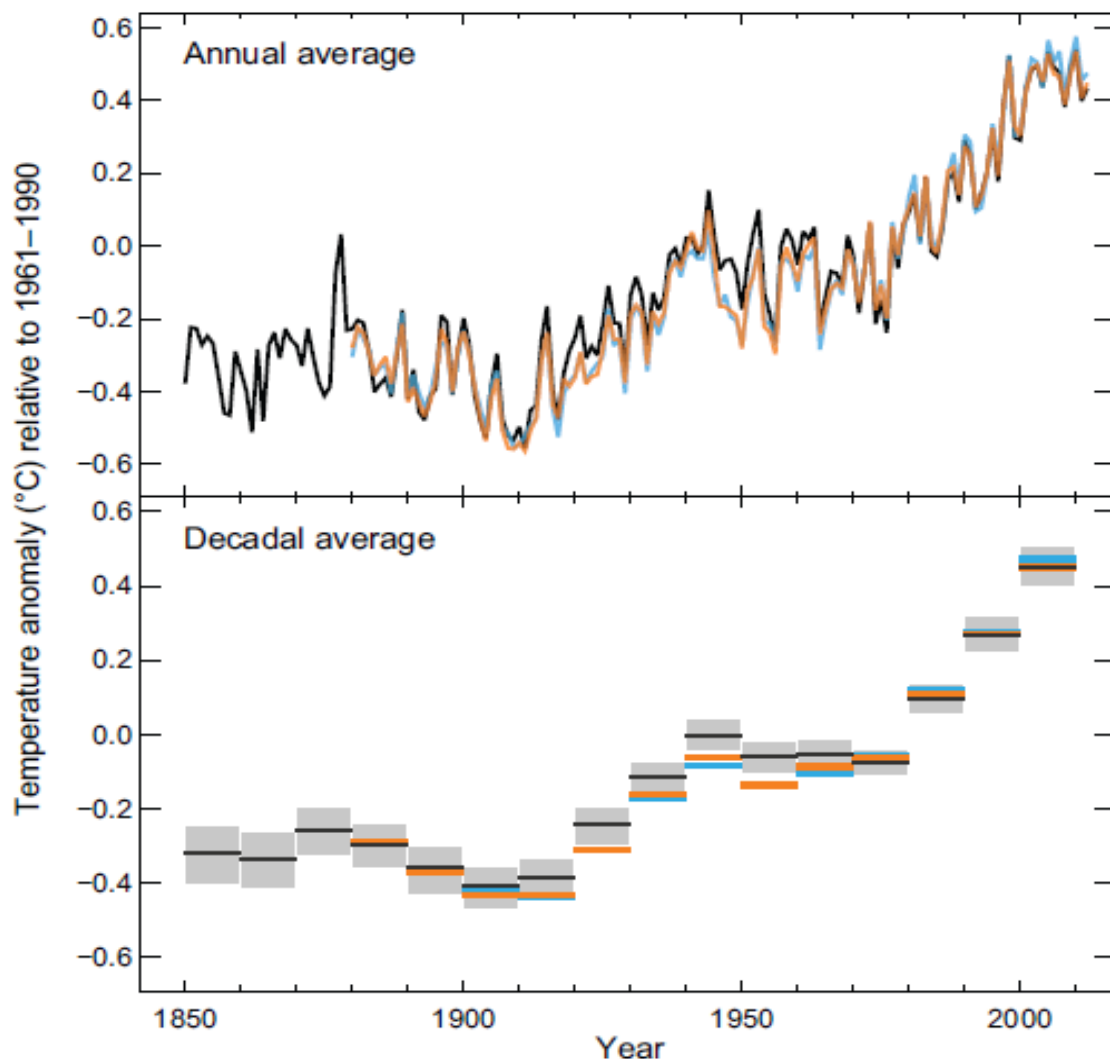 Temperature anomaly (°C) relative to 1961–1990
Annual average
0.6
0.4
0.2
0.0
−0.2
−0.4
−0.6
Decadal average
0.6
0.4
0.2
0.0
−0.2
−0.4
−0.6
1850 1900 1950 2000
Year